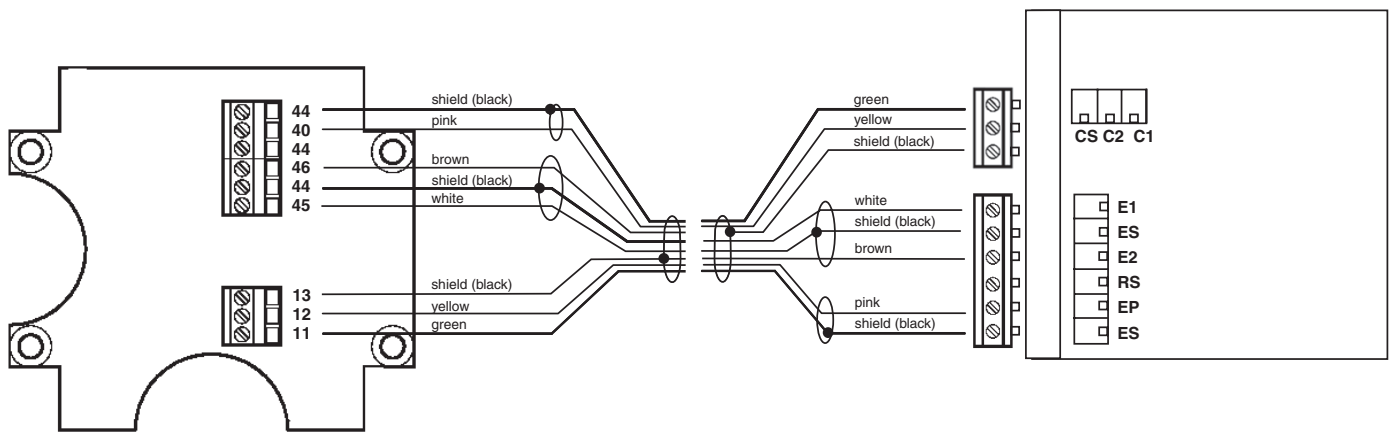 44 shield (black)
40 pink
44
46 brown
44 shield (black)
45 white
13 shield (black)
12 yellow
11 green
green
yellow
shield (black)
white
shield (black)
brown
pink
shield (black)
CS C2 C1
E1
ES
E2
RS
EP
ES